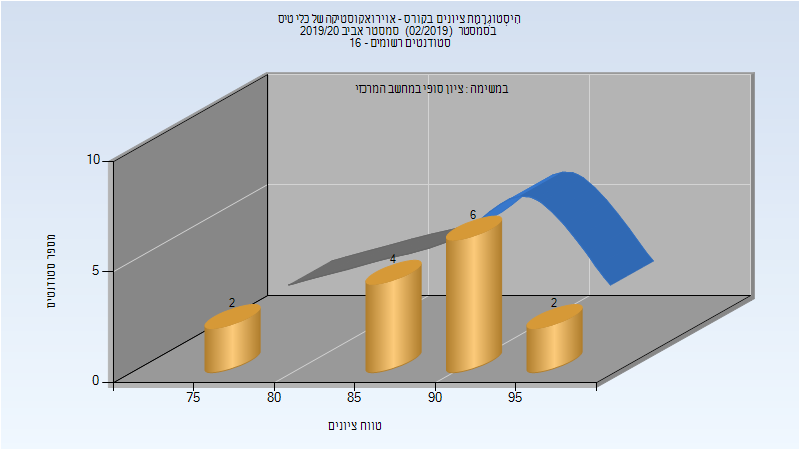 היסטוגרמת ציונים בקורס - אוירואקוסטיקה של כלי טיס
בסמסטר (02/2019) סמסטר אביב 2019/20
סטודנטים רשומים - 16
במשימה : ציון סופי במחשב המרכזי
10
5
0
מספר סטודנטים
2
4
6
2
75
80
85
90
95
טווח ציונים